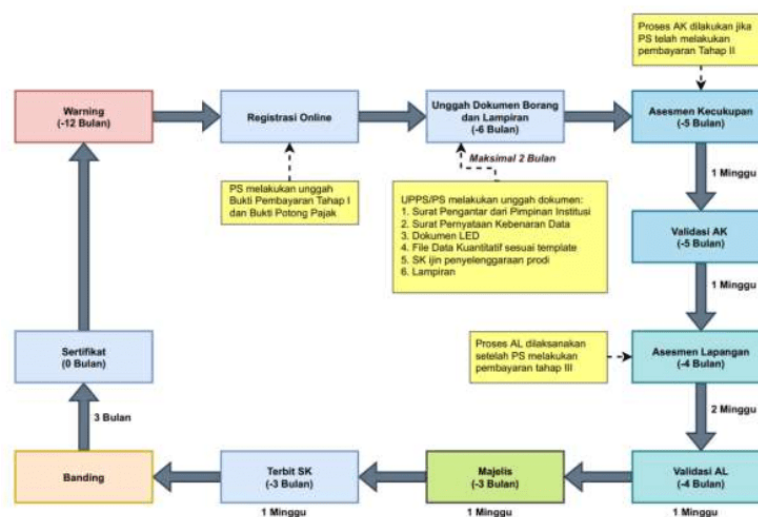 Proses AK dilakukan jika
PS telah melakukan
pembayaran Tahap II
Warning
(-12 Bulan)
Registrasi Online
Unggah Dokumen Borang
dan Lampiran
(-6 Bulan)
Asesmen Kecukupan
(-5 Bulan)
Maksimal 2 Bulan
1 Minggu
PS melakukan unggah
Bukti Pembayaran Tahap I
dan Bukti Potong Pajak
UPPS/PS melakukan unggah dokumen:
1. Surat Pengantar dari Pimpinan Institusi
2. Surat Pernyataan Kebenaran Data
3. Dokumen LED
4. File Data Kuantitatif sesuai template
5. SK ijin penyelenggaraan prodi
6. Lampiran
Validasi AK
(-5 Bulan)
1 Minggu
Sertifikat
(0 Bulan)
Proses AL dilaksanakan
setelah PS melakukan
pembayaran tahap III
Asesmen Lapangan
(-4 Bulan)
3 Bulan
2 Minggu
Banding
Terbit SK
(-3 Bulan)
Majelis
(-3 Bulan)
Validasi AL
(-4 Bulan)
1 Minggu
1 Minggu
1 Minggu